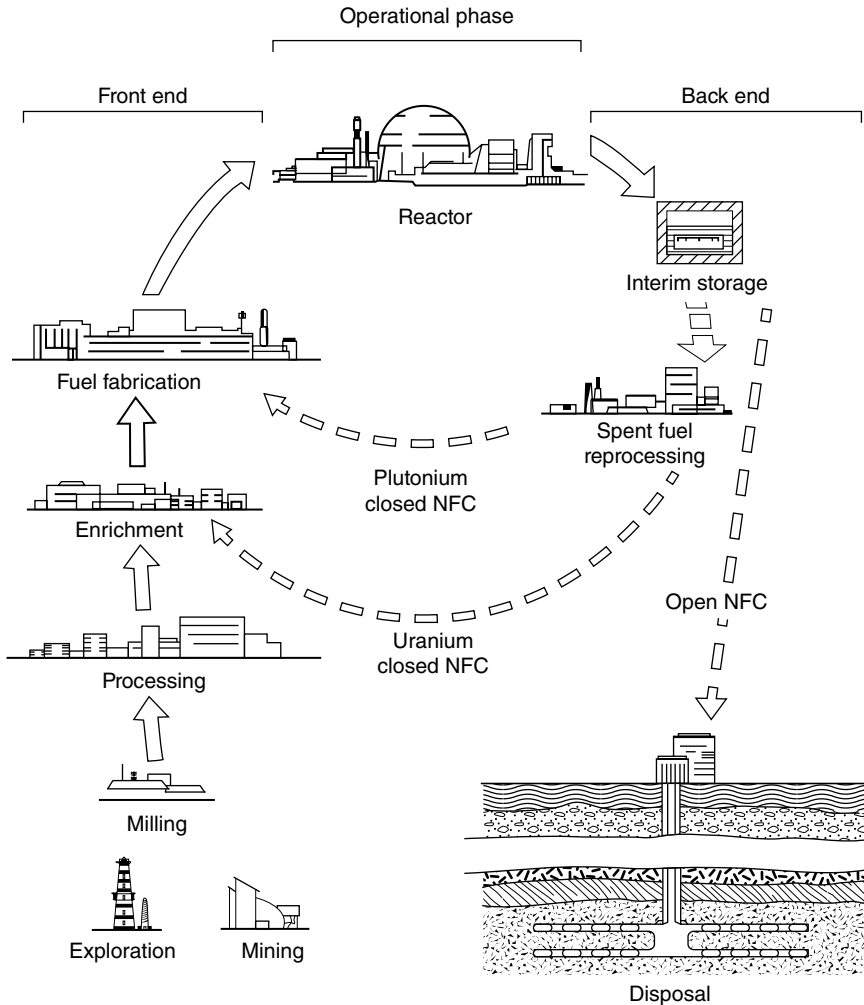 Operational phase
Front end
Back end
Reactor
Interim storage
Fuel fabrication
Spent fuel
reprocessing
Plutonium
closed NFC
Enrichment
Open NFC
Uranium
closed NFC
Processing
Milling
Exploration
Mining
Disposal